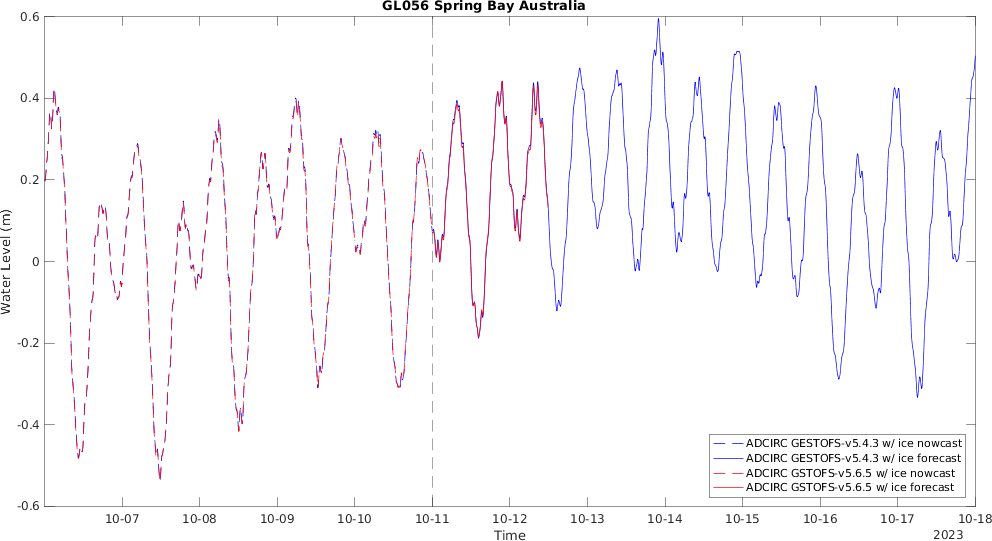 GL056 Spring Bay Australia
0.6
0.4
0.2
0
-0.2
-0.4
-0.6
Water Level (m)
ADCIRC GESTOFS-v5.4.3 w/ ice nowcast
ADCIRC GESTOFS-v5.4.3 w/ ice forecast
ADCIRC GSTOFS-v5.6.5 w/ ice nowcast
ADCIRC GSTOFS-v5.6.5 w/ ice forecast
10-07 10-08 10-09 10-10 10-11 10-12 10-13 10-14 10-15 10-16 10-17 10-18
Time
2023